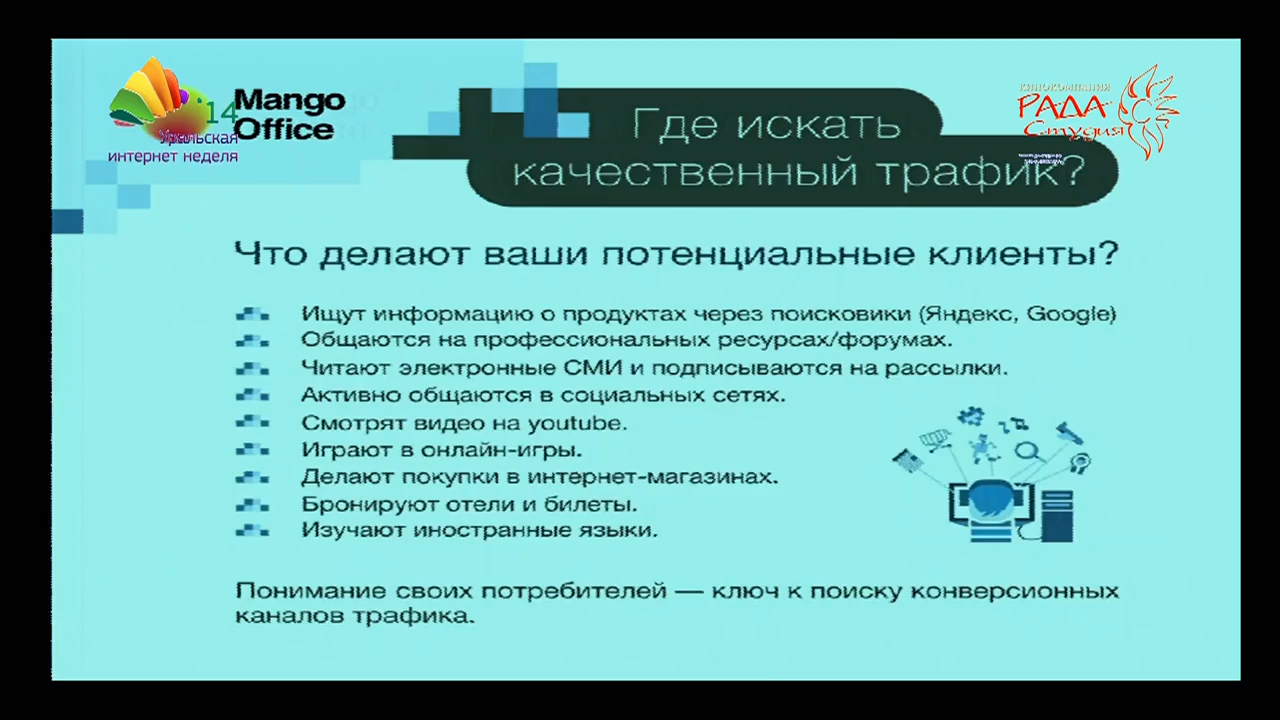 '14
Уральская
интернет неделя
Mango
Office
КИНОКОМПАНИЯ
РАДА
Студия
Где искать
качественный трафик?
Что делают ваши потенциальные клиенты?
Ищут информацию о продуктах через поисковики (Яндекс, Google)
Общаются на профессиональных ресурсах/форумах.
Читают электронные СМИ и подписываются на рассылки.
Активно общаются в социальных сетях.
Смотрят видео на youtube.
Играют в онлайн-игры.
Делают покупки в интернет-магазинах.
Бронируют отели и билеты.
Изучают иностранные языки.
Понимание своих потребителей — ключ к поиску конверсионных
каналов трафика.